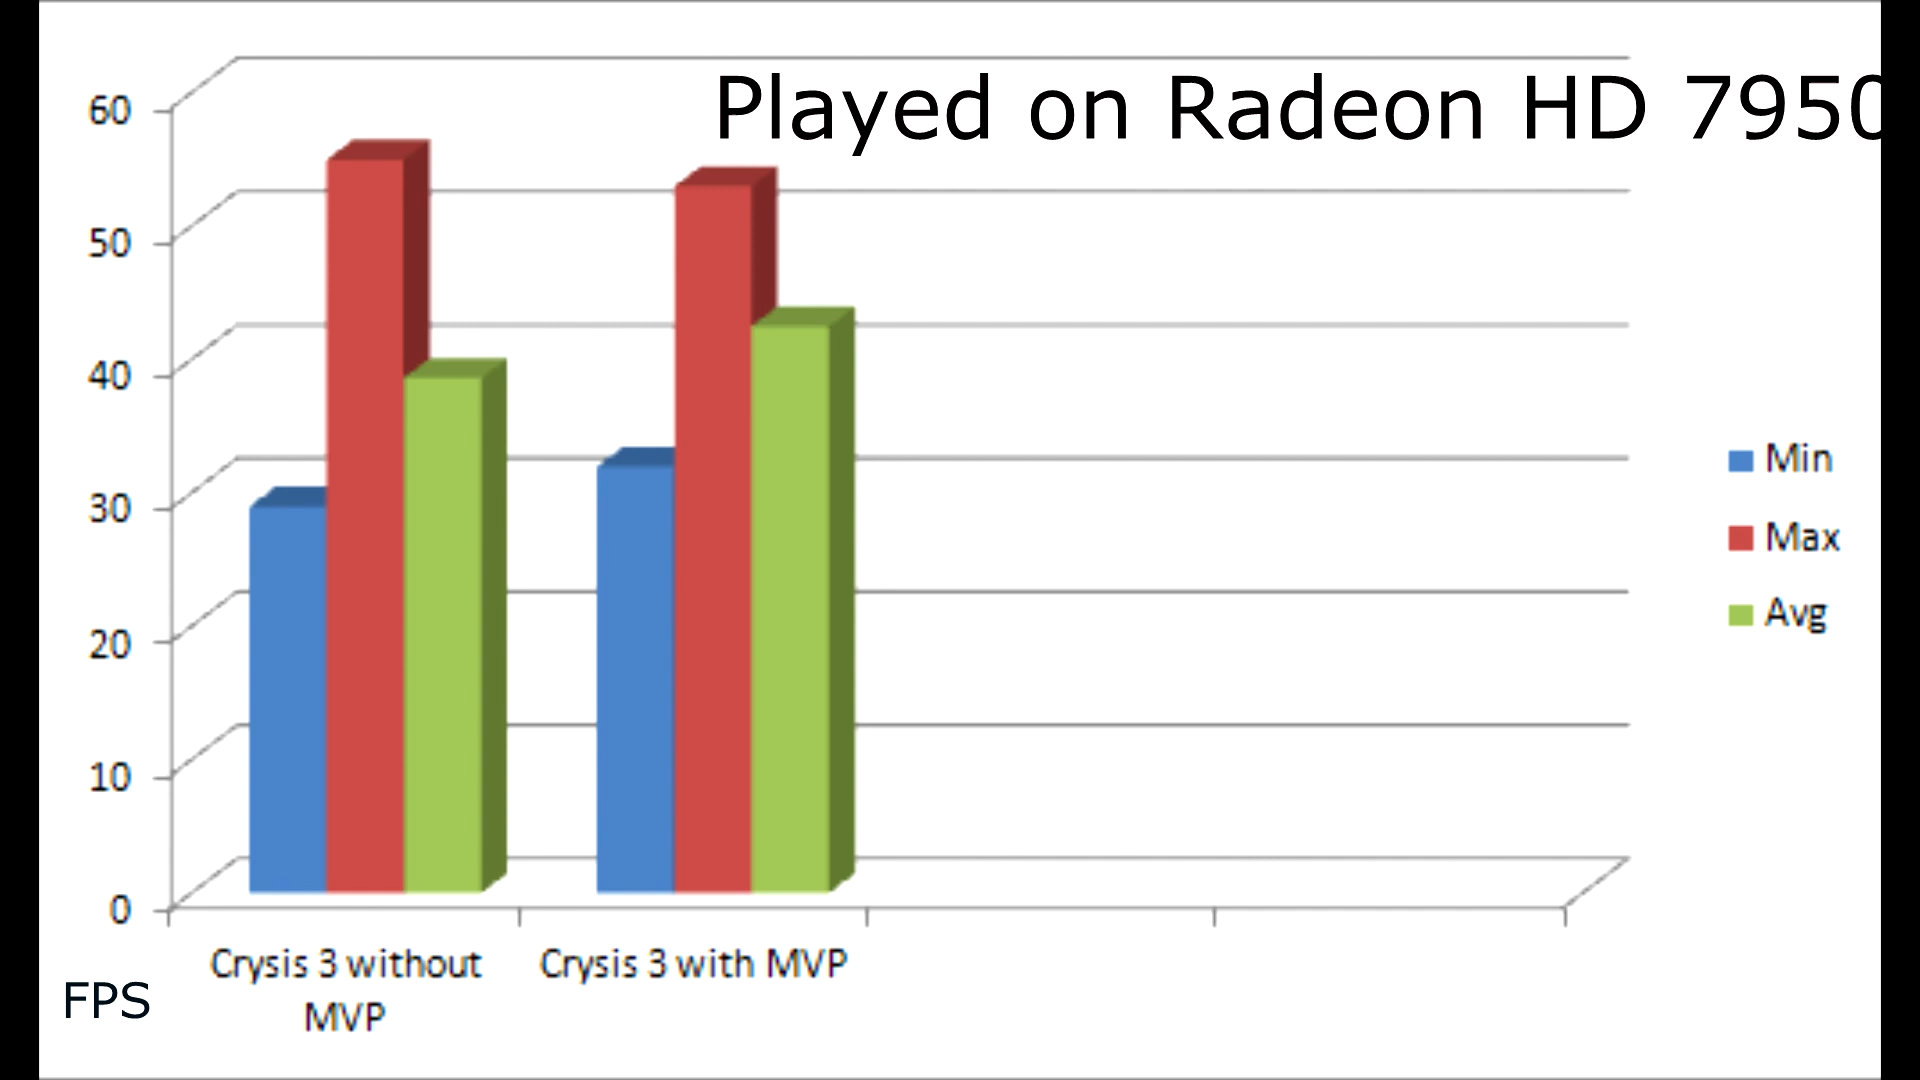 Played on Radeon HD 7950
60
50
40
30
20
10
0
Min
Max
Avg
Crysis 3 without
MVP
Crysis 3 with MVP
FPS